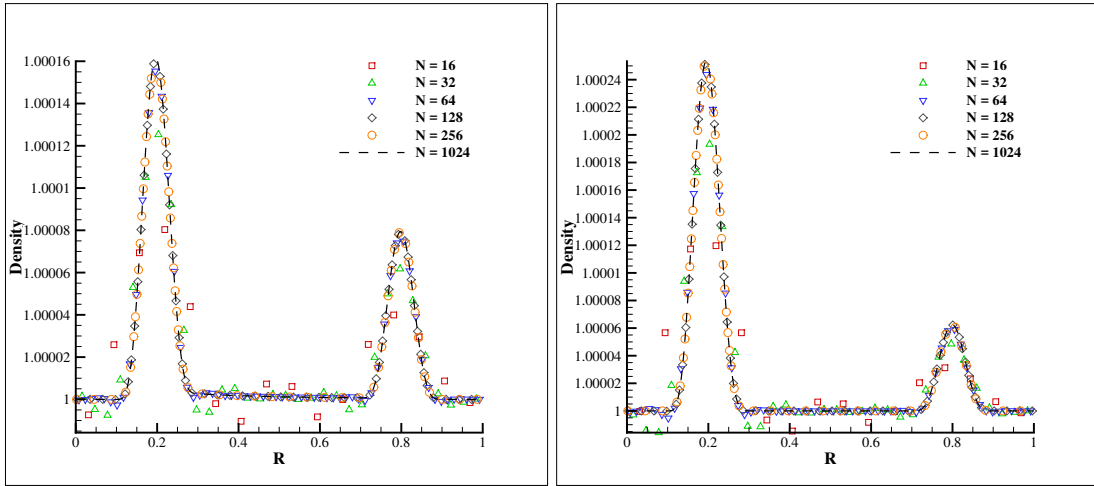 1.00016
1.00014
1.00012
1.0001
1.00008
1.00006
1.00004
1.00002
1
Density
0
0.2
0.4
0.6
0.8
1
R
N = 16
N = 32
N = 64
N = 128
N = 256
N = 1024
1.00024
1.00022
1.0002
1.00018
1.00016
1.00014
1.00012
1.0001
1.00008
1.00006
1.00004
1.00002
1
Density
0
0.2
0.4
0.6
0.8
1
R
N = 16
N = 32
N = 64
N = 128
N = 256
N = 1024